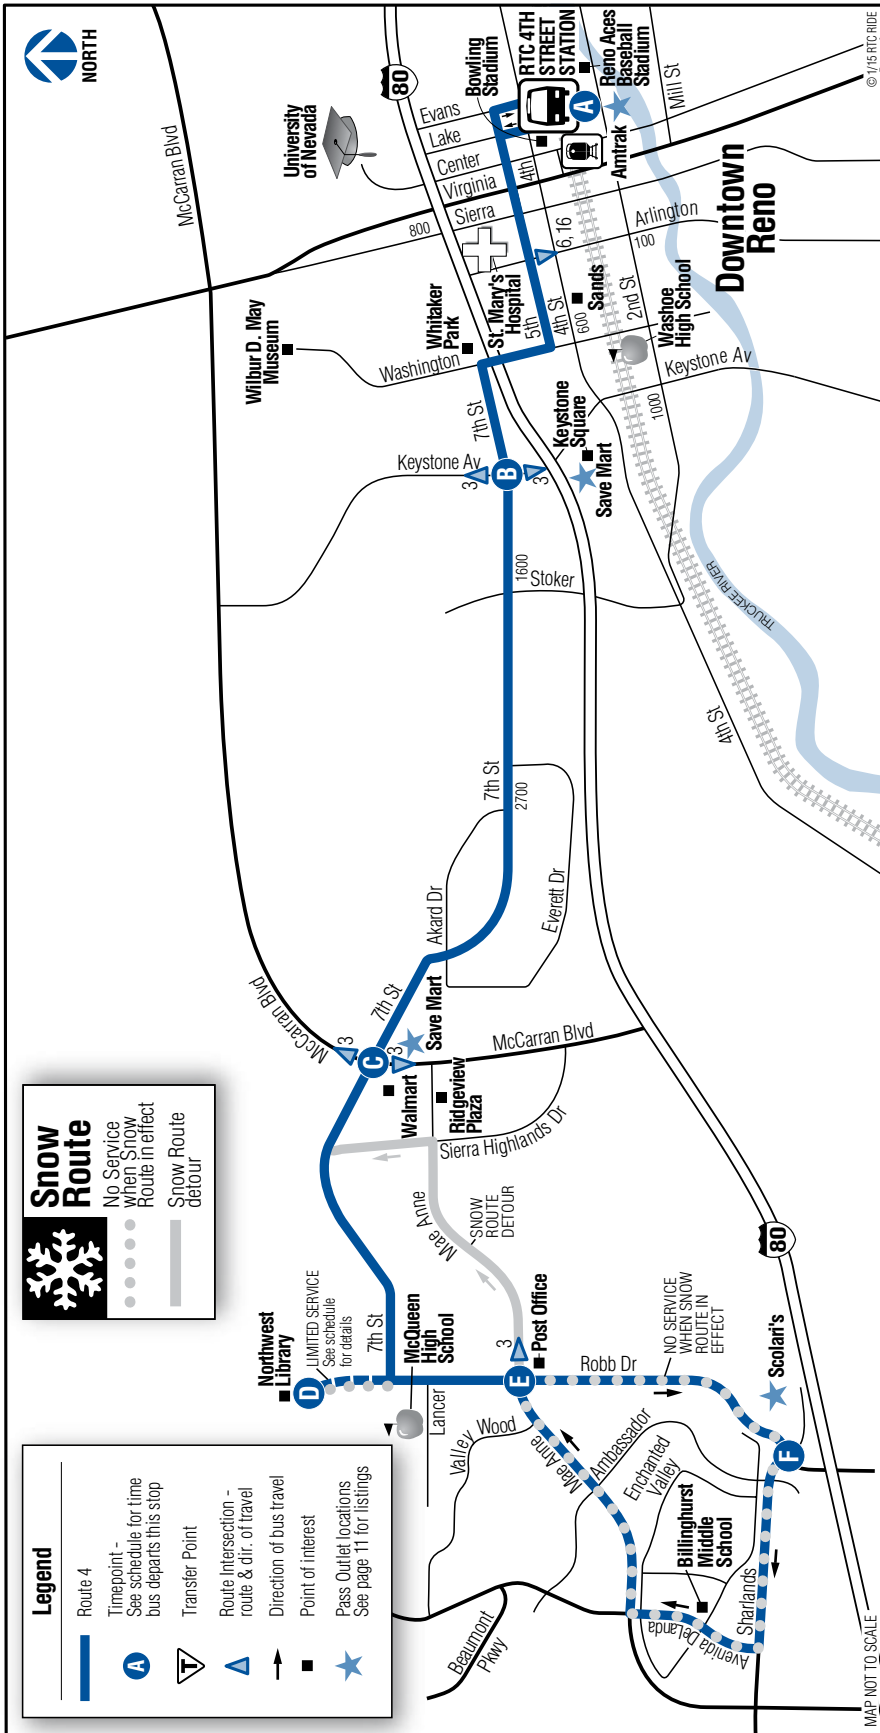 Legend
Route 4
A
Timepoint -
See schedule for time
bus departs this stop
T
Transfer Point
Route Intersection -
route & dir. of travel
Direction of bus travel
Point of interest
Pass Outlet locations
See page 11 for listings
Snow
Route
No Service
when Snow
Route in effect
Snow Route
detour
NORTH
McCarran Blvd
80
University
of Nevada
Evans
Lake
Center
Virginia
Sierra
800
Bowling
Stadium
RTC 4TH
STREET
STATION
Reno Aces
Baseball
Stadium
Mill St
A
Amtrak
4th
6, 16
Arlington
100
Downtown
Reno
St. Mary's
Hospital
5th
4th St
600
Sands
2nd St
Washoe
High School
Keystone Av
1000
Wilbur D. May
Museum
Whitaker
Park
Washington
7th St
Keystone Av
3
B
3
Keystone
Square
Save Mart
1600
Stoker
TRUCKEE RIVER
4th St
7th St
2700
Akard Dr
Everett Dr
McCarran Blvd
7th St
3
C
3
Save Mart
McCarran Blvd
Walmart
Ridgeview
Plaza
Sierra Highlands Dr
Mae Anne
SNOW
ROUTE
DETOUR
80
Northwest
Library
D
LIMITED SERVICE
See schedule
for details
7th St
McQueen
High
School
Lancer
3
E
Post Office
Robb Dr
NO SERVICE
WHEN SNOW
ROUTE IN
EFFECT
Scolari's
F
Valley Wood
Mae Anne
Ambassador
Enchanted
Valley
Billinghurst
Middle
School
Sharlands
Avenida DeLanda
Beaumont
Pkwy
MAP NOT TO SCALE
© 1/15 RTC RIDE